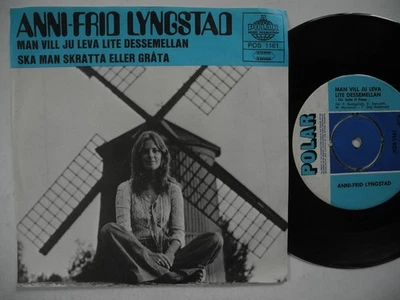 ANNI-FRID LYNGSTAD
MAN VILL JU LEVA LITE DESSEMELLAN
SKA MAN SKRATTA ELLER GRÅTA
POLAR
POS 1161
MAN VILL JU LEVA
LITE DESSEMELLAN
ANNI-FRID LYNGSTAD
POLAR